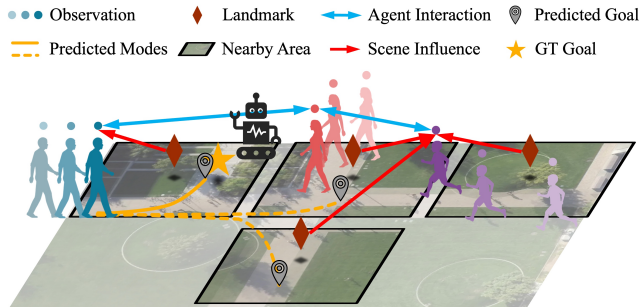 Observation Landmark Agent Interaction Predicted Goal
Predicted Modes Nearby Area Scene Influence GT Goal